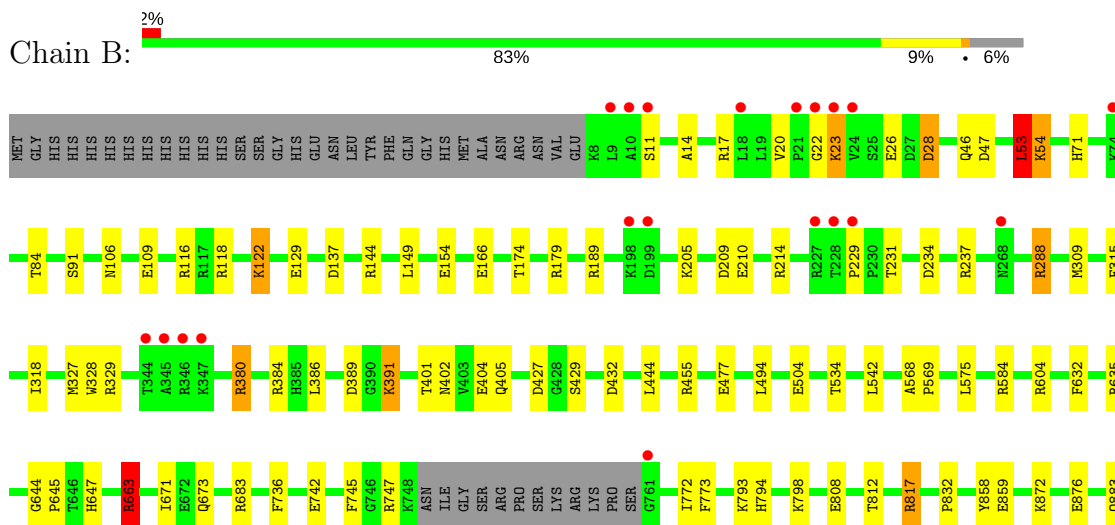 2%
Chain B:
83% 9% • 6%
MET GLY HIS HIS HIS HIS HIS HIS HIS HIS HIS HIS SER SER GLY HIS GLU ASN LEU TYR PHE GLN GLY HIS MET ALA ASN ARG ASN VAL GLU K8 L9 A10 S11 A14 R17 L18 L19 V20 P21 G22 K23 V24 S25 E26 D27 D28 Q46 D47 L53 K54 H71 K74
T84 S91 N106 E109 R116 R117 R118 K122 E129 D137 R144 L149 E154 E166 T174 R179 R189 K198 D199 K205 D209 E210 R214 R227 T228 P229 P230 T231 D234 R237 N268 R288 M309 E315
I318 M327 W328 R329 T344 A345 R346 K347 R380 R384 H385 L386 D389 G390 K391 T401 N402 V403 E404 Q405 D427 G428 S429 D432 L444 R455 E477 L494 E504 T534 L542 A568 P569 L575 R584 R604 F632
G644 P645 T646 H647 R663 I671 E672 Q673 R683 F736 E742 F745 G746 R747 K748 ASN ILE GLY SER ARG PRO SER LYS ARG LYS PRO SER G761 I772 F773 K793 H794 K798 E808 T812 R817 P832 Y858 E859 K872 E876